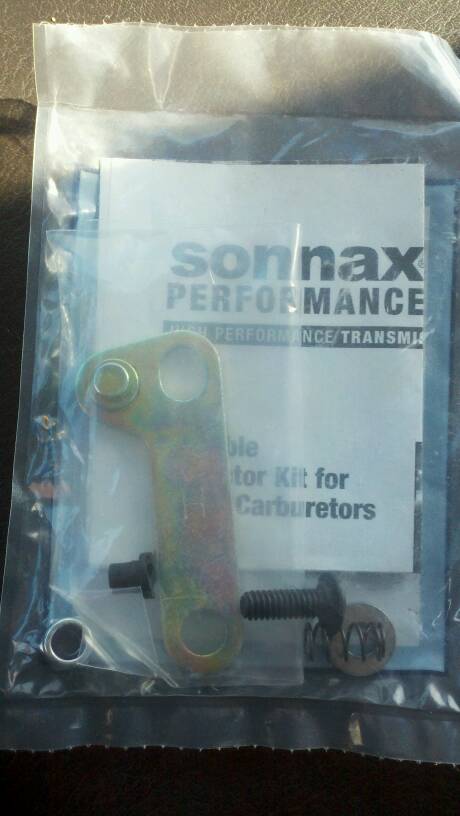 sonnax®
PERFORMANCE
HIGH PERFORMANCE/TRANSMI
ble
tor Kit for
Carburetors